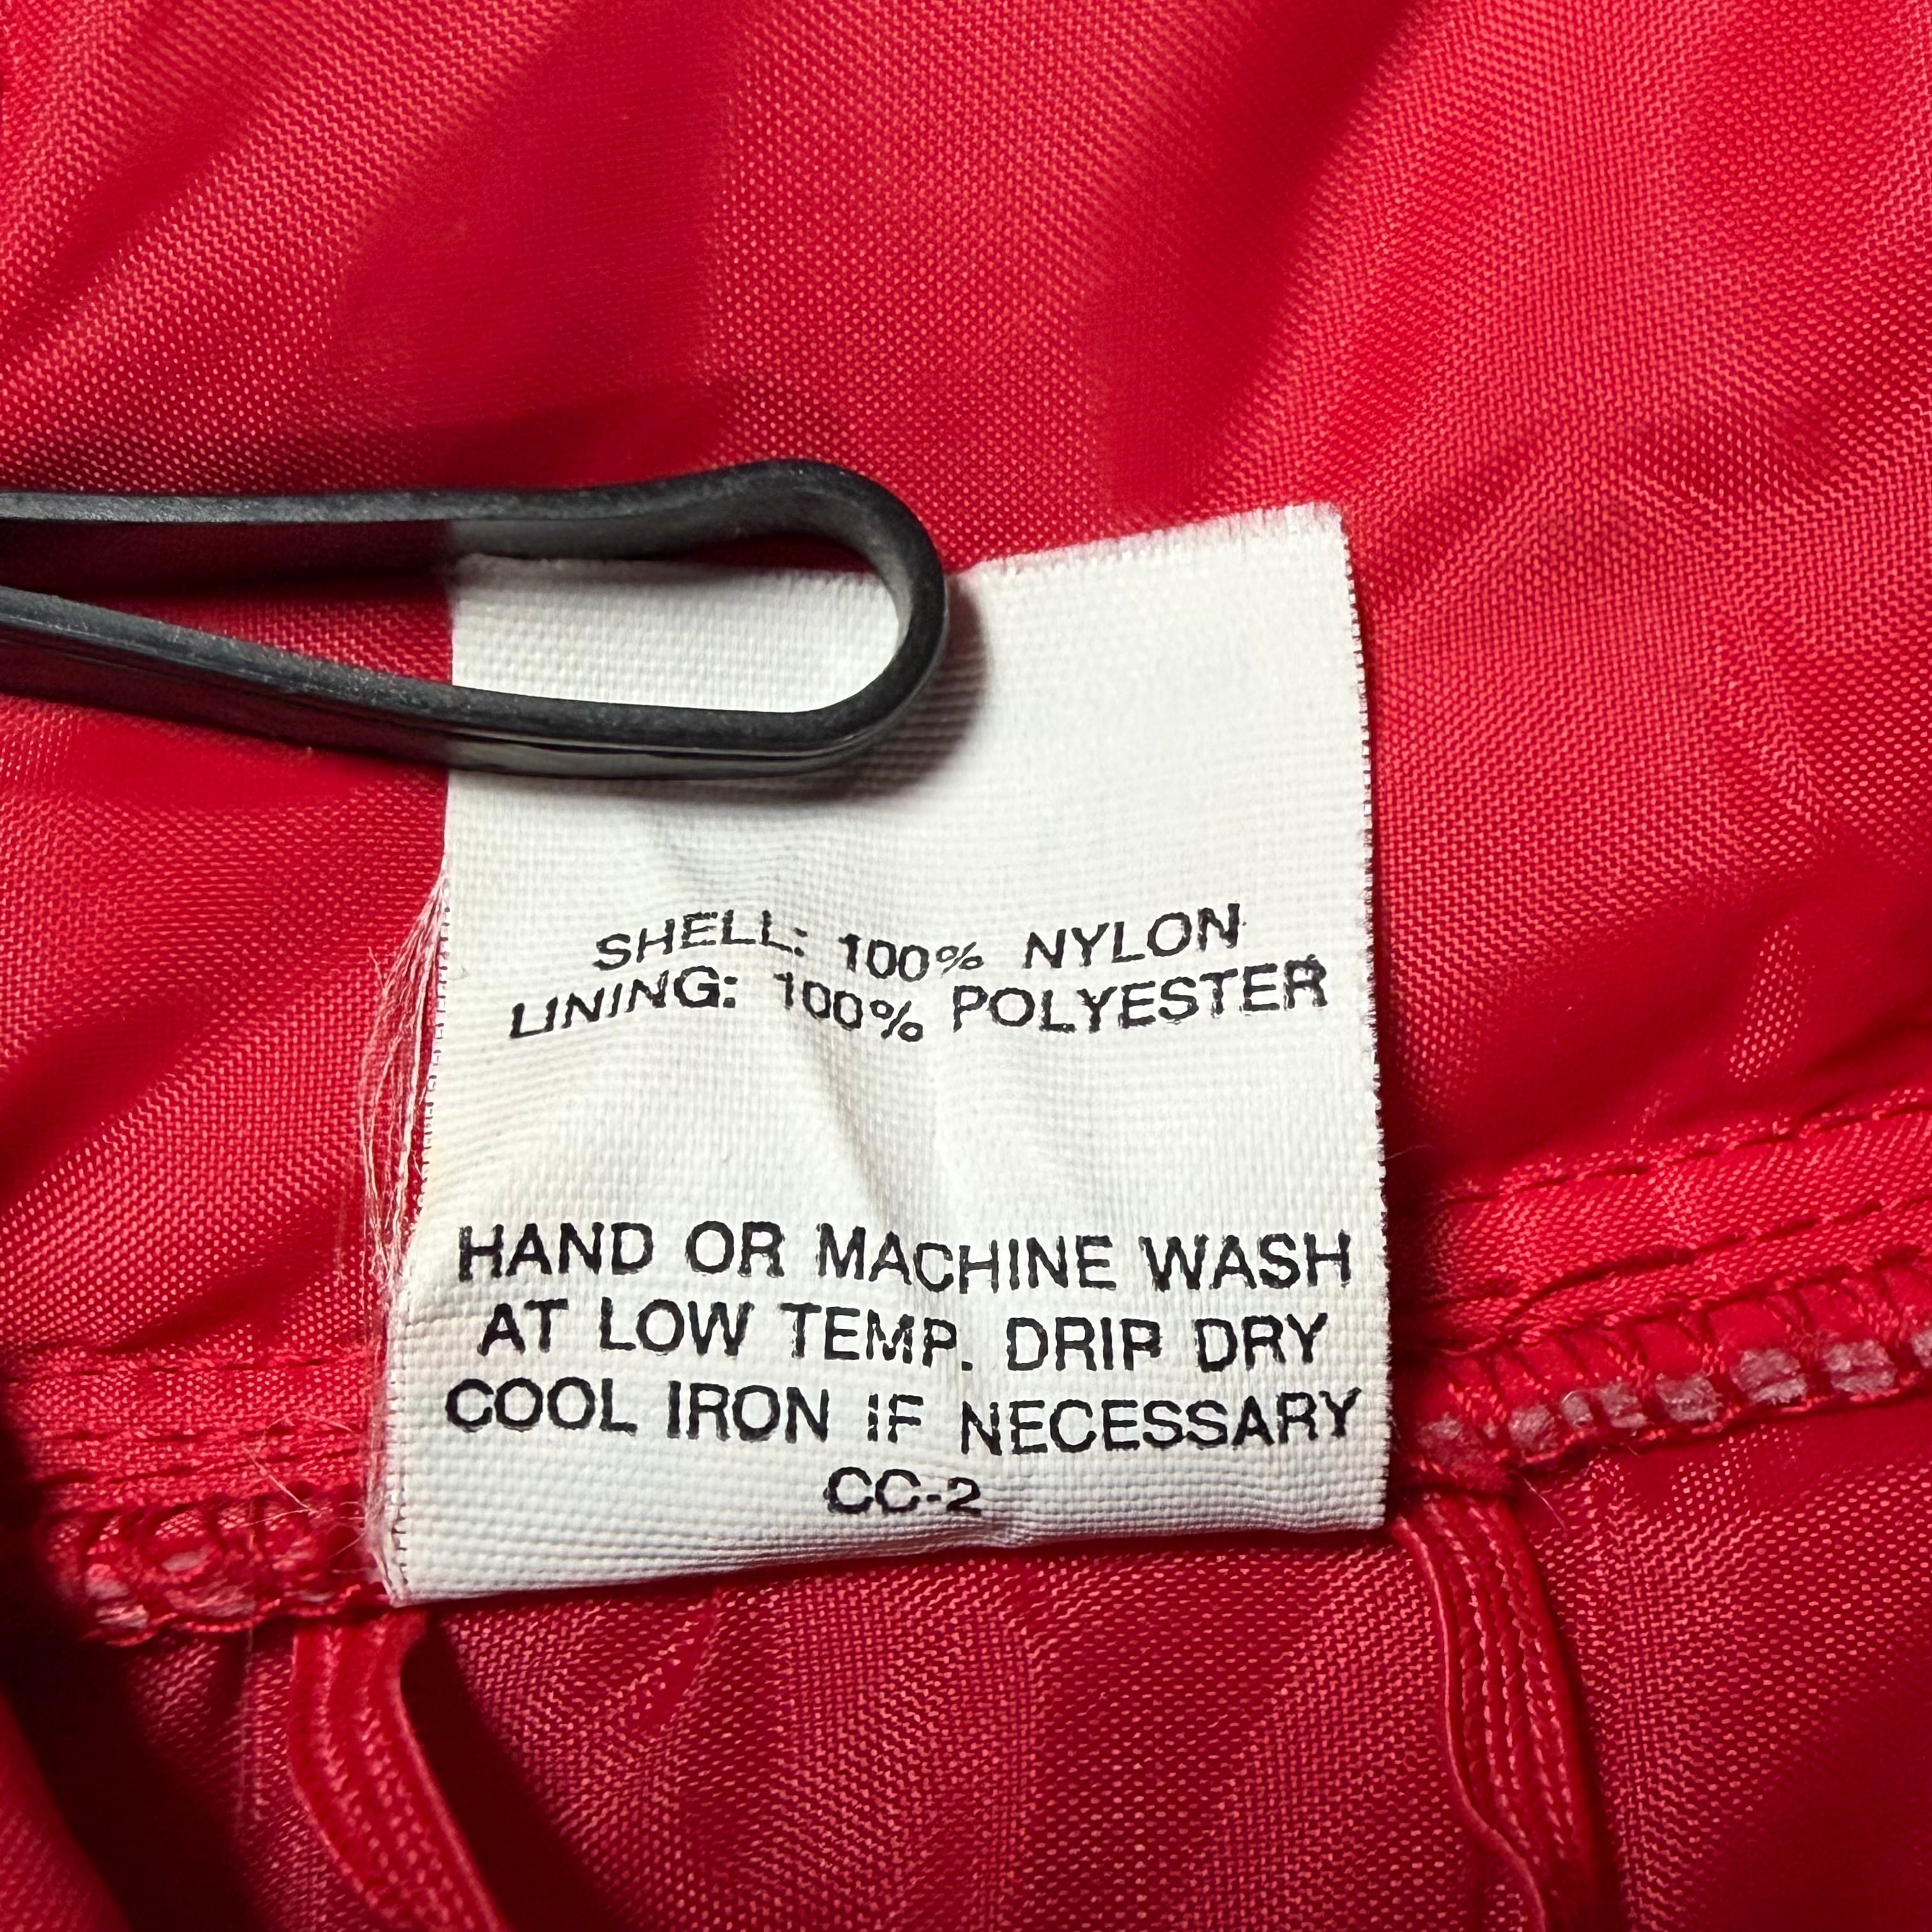 SHELL: 100% NYLON
LINING: 100% POLYESTER
HAND OR MACHINE WASH
AT LOW TEMP. DRIP DRY
COOL IRON IF NECESSARY
CC-2